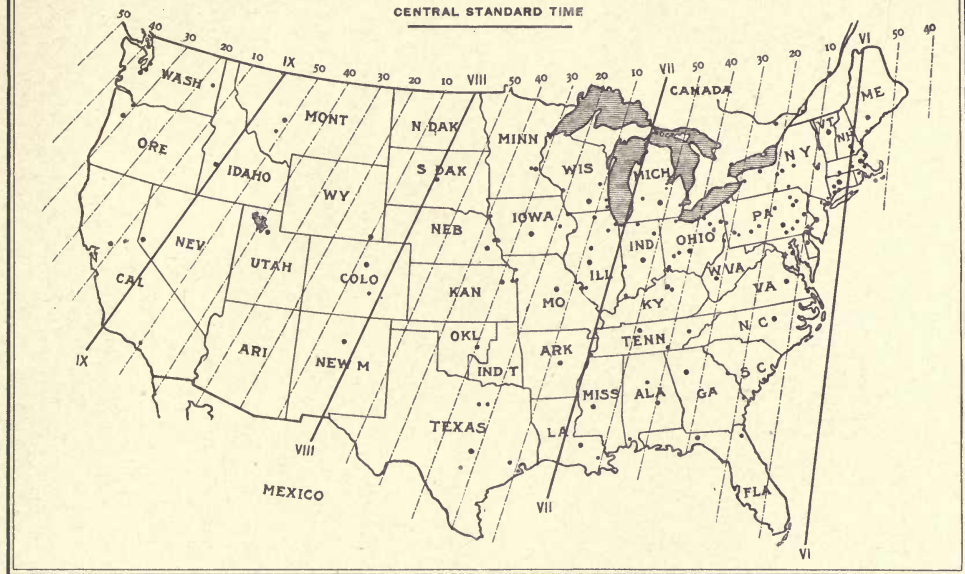 CENTRAL STANDARD TIME
50 40 30 20 10 IX 50 40 30 20 10 VIII 50 40 30 20 10 VII 10 20 30 40 50 20 10 VI 50 40
WASH
MONT
N DAK
MINN
CANADA
ME
VT
NH
ORE
IDAHO
WY
S DAK
WIS
MICH
N Y
NEV
UTAH
COLO
NEB
IOWA
ILL
IND
OHIO
PA
CAL
KAN
MO
KY
W VA
VA
ARI
NEW M
OKL
IND T
ARK
TENN
N C
S C
IX
TEXAS
LA
MISS
ALA
GA
VIII
MEXICO
VII
FLA
VI